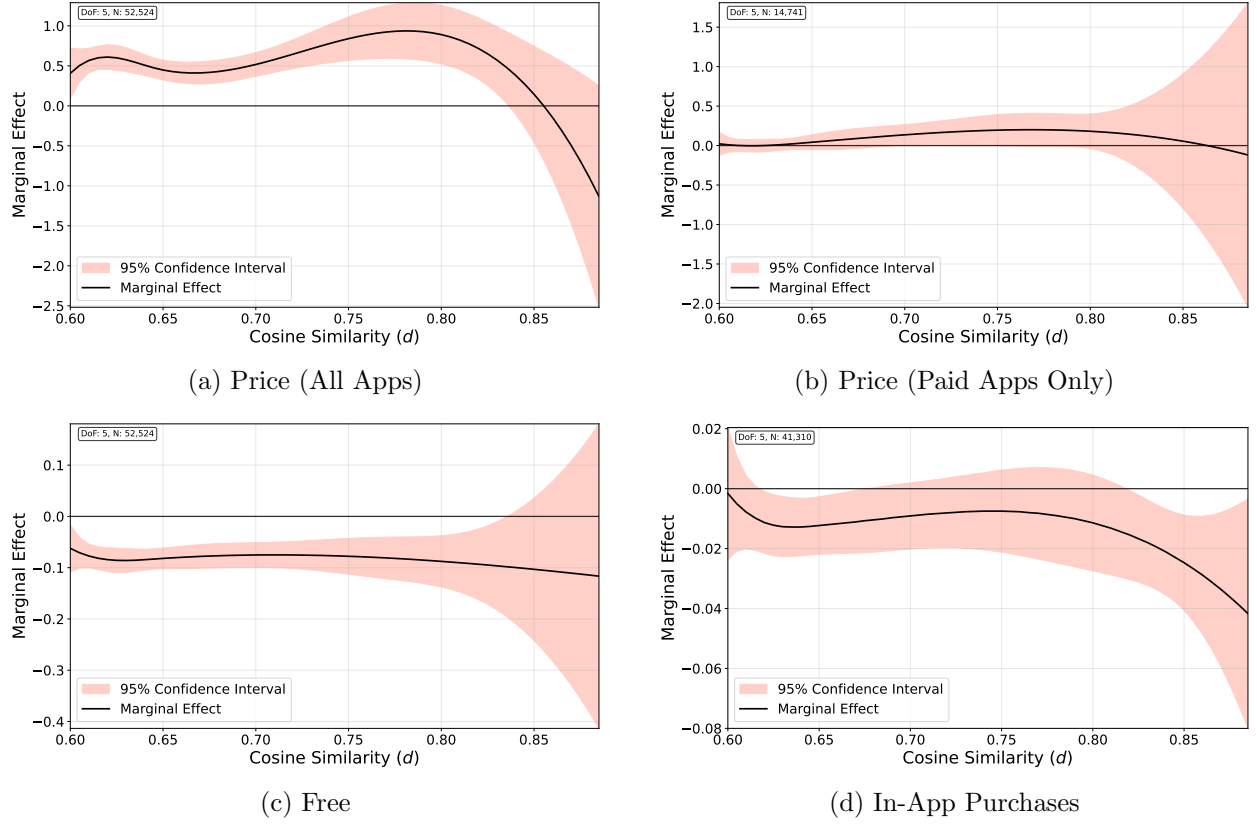 DoF: 5, N: 52,524
1.0
0.5
0.0
−0.5
−1.0
−1.5
−2.0
−2.5
Marginal Effect
95% Confidence Interval
Marginal Effect
0.60 0.65 0.70 0.75 0.80 0.85
Cosine Similarity (d)
(a) Price (All Apps)
DoF: 5, N: 14,741
1.5
1.0
0.5
0.0
−0.5
−1.0
−1.5
−2.0
Marginal Effect
95% Confidence Interval
Marginal Effect
0.60 0.65 0.70 0.75 0.80 0.85
Cosine Similarity (d)
(b) Price (Paid Apps Only)
DoF: 5, N: 52,524
0.1
0.0
−0.1
−0.2
−0.3
−0.4
Marginal Effect
95% Confidence Interval
Marginal Effect
0.60 0.65 0.70 0.75 0.80 0.85
Cosine Similarity (d)
(c) Free
DoF: 5, N: 41,310
0.02
0.00
−0.02
−0.04
−0.06
−0.08
Marginal Effect
95% Confidence Interval
Marginal Effect
0.60 0.65 0.70 0.75 0.80 0.85
Cosine Similarity (d)
(d) In-App Purchases